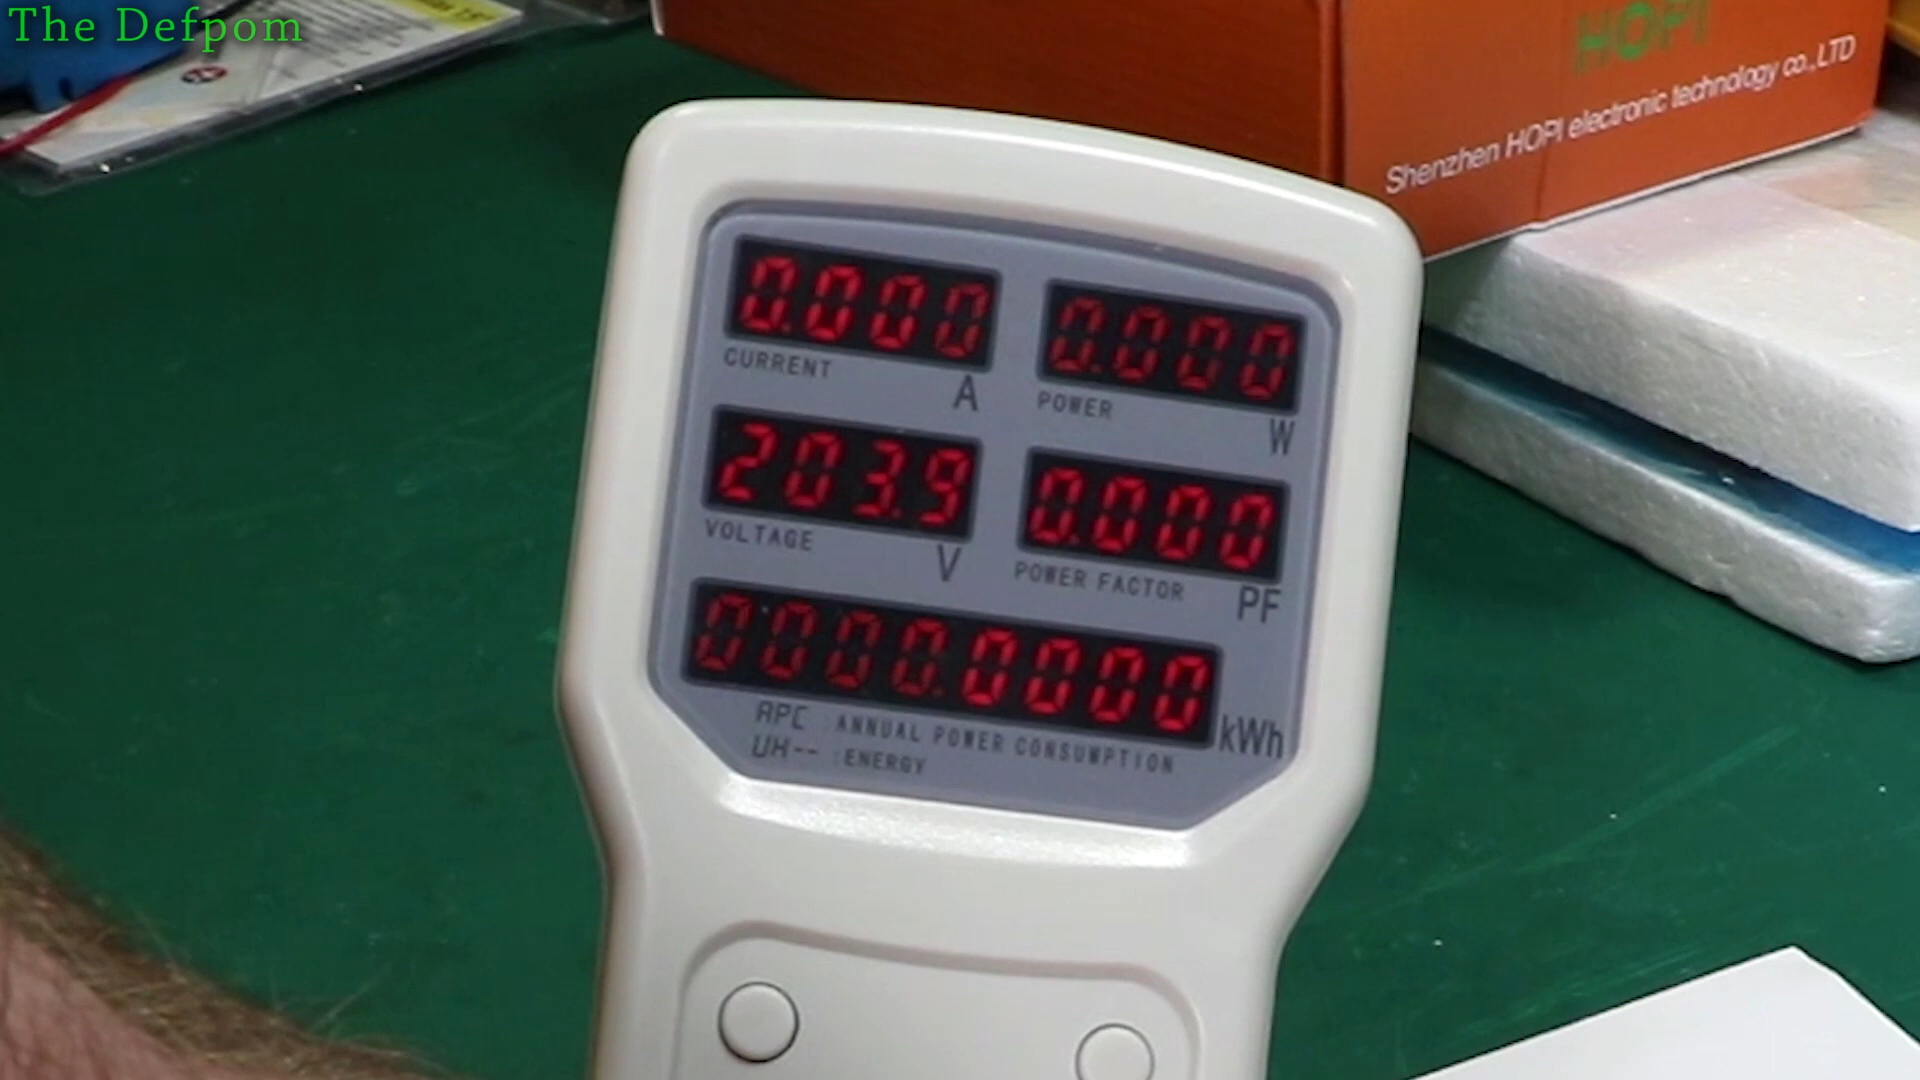 The Defpom
HOPI
Shenzhen HOPI electronic technology co.,LTD
0.000
CURRENT
A
0.000
POWER
W
203.9
VOLTAGE
V
0.000
POWER FACTOR
PF
0000.0000
kWh
APC :ANNUAL POWER CONSUMPTION
UH-- :ENERGY